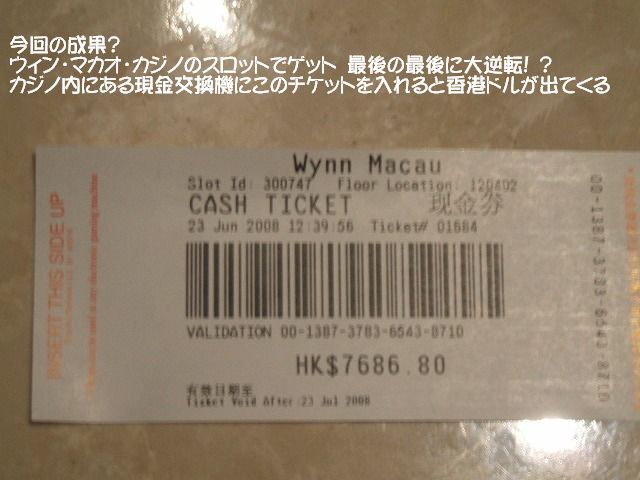 今回の成果?
ウィン・マカオ・カジノのスロットでゲット 最後の最後に大逆転! ?
カジノ内にある現金交換機にこのチケットを入れると香港ドルが出てくる
Wynn Macau
Slot Id: 300747 Floor Location: 120402
CASH TICKET 现金券
23 Jun 2008 12:39:56 Ticket# 01684
VALIDATION 00-1387-3783-6543-8710
HK$7686.80
有效日期至
Ticket Void After:23 Jul 2008
INSERT THIS SIDE UP
00-1387-3783-6543-8710